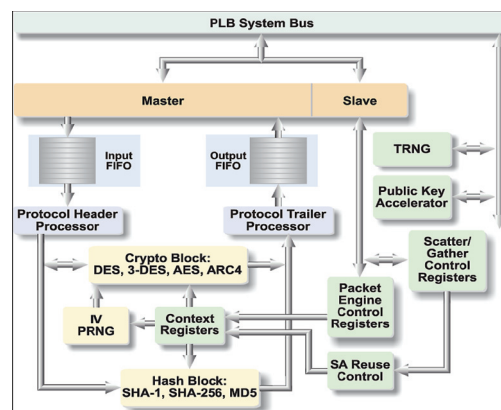 PLB System Bus
Master
Slave
Input
FIFO
Output
FIFO
TRNG
Public Key
Accelerator
Protocol Header
Processor
Protocol Trailer
Processor
Scatter/
Gather
Control
Registers
Crypto Block:
DES, 3-DES, AES, ARC4
Packet
Engine
Control
Registers
IV
PRNG
Context
Registers
SA Reuse
Control
Hash Block:
SHA-1, SHA-256, MD5